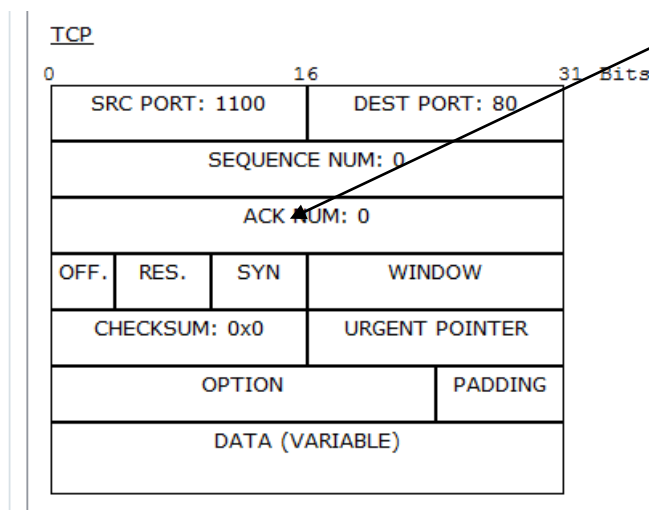 TCP
0 16 31 Bits
SRC PORT: 1100 DEST PORT: 80
SEQUENCE NUM: 0
ACK NUM: 0
OFF. RES. SYN WINDOW
CHECKSUM: 0x0 URGENT POINTER
OPTION PADDING
DATA (VARIABLE)